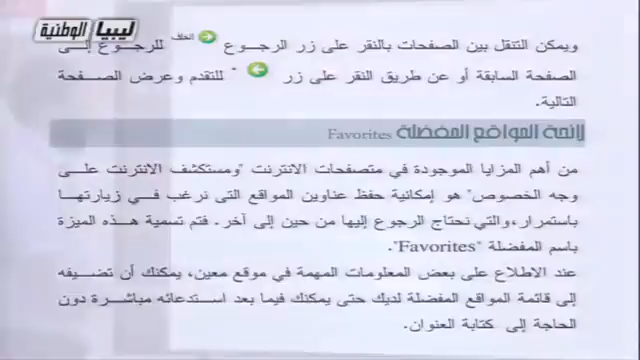 ليبيا الوطنية
ويمكن التنقل بين الصفحات بالنقر على زر الرجوع الخلف للرجوع إلى
الصفحة السابقة أو عن طريق النقر على زر " للتقدم وعرض الصفحة
التالية.
لائحة المواقع المفضلة Favorites
من أهم المزايا الموجودة في متصفحات الانترنت "ومستكشف الانترنت على
وجه الخصوص" هو إمكانية حفظ عناوين المواقع التى نرغب في زيارتها
باستمرار، والتي نحتاج الرجوع إليها من حين إلى آخر. فتم تسمية هذه الميزة
باسم المفضلة "Favorites".
عند الاطلاع على بعض المعلومات المهمة في موقع معين، يمكنك أن تضيفه
إلى قائمة المواقع المفضلة لديك حتى يمكنك فيما بعد استدعائه مباشرة دون
الحاجة إلى كتابة العنوان.